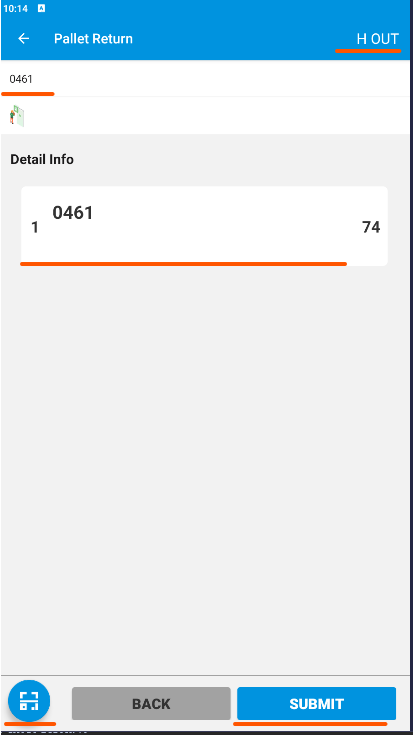 10:14 A
Pallet Return
H OUT
0461
Detail Info
0461
1
74
BACK
SUBMIT